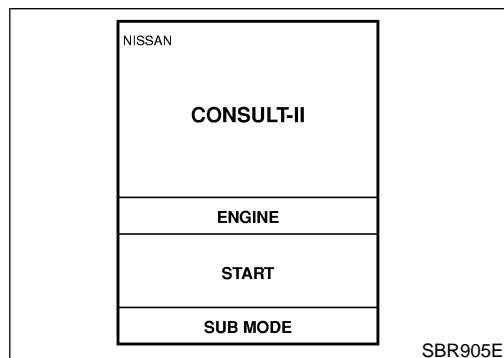 NISSAN
CONSULT-II
ENGINE
START
SUB MODE
SBR905E